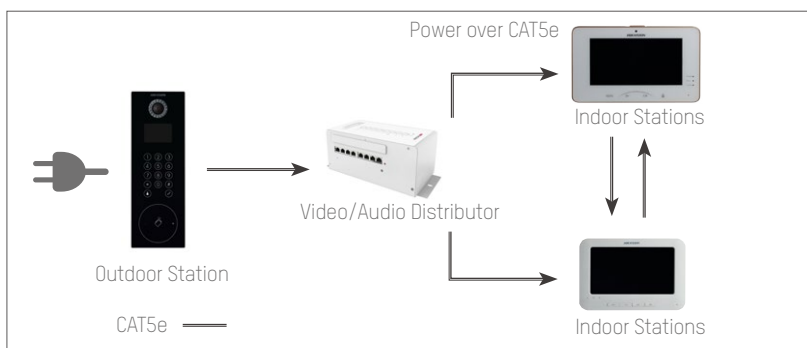 Power over CAT5e
Indoor Stations
Video/Audio Distributor
Outdoor Station
Indoor Stations
CAT5e